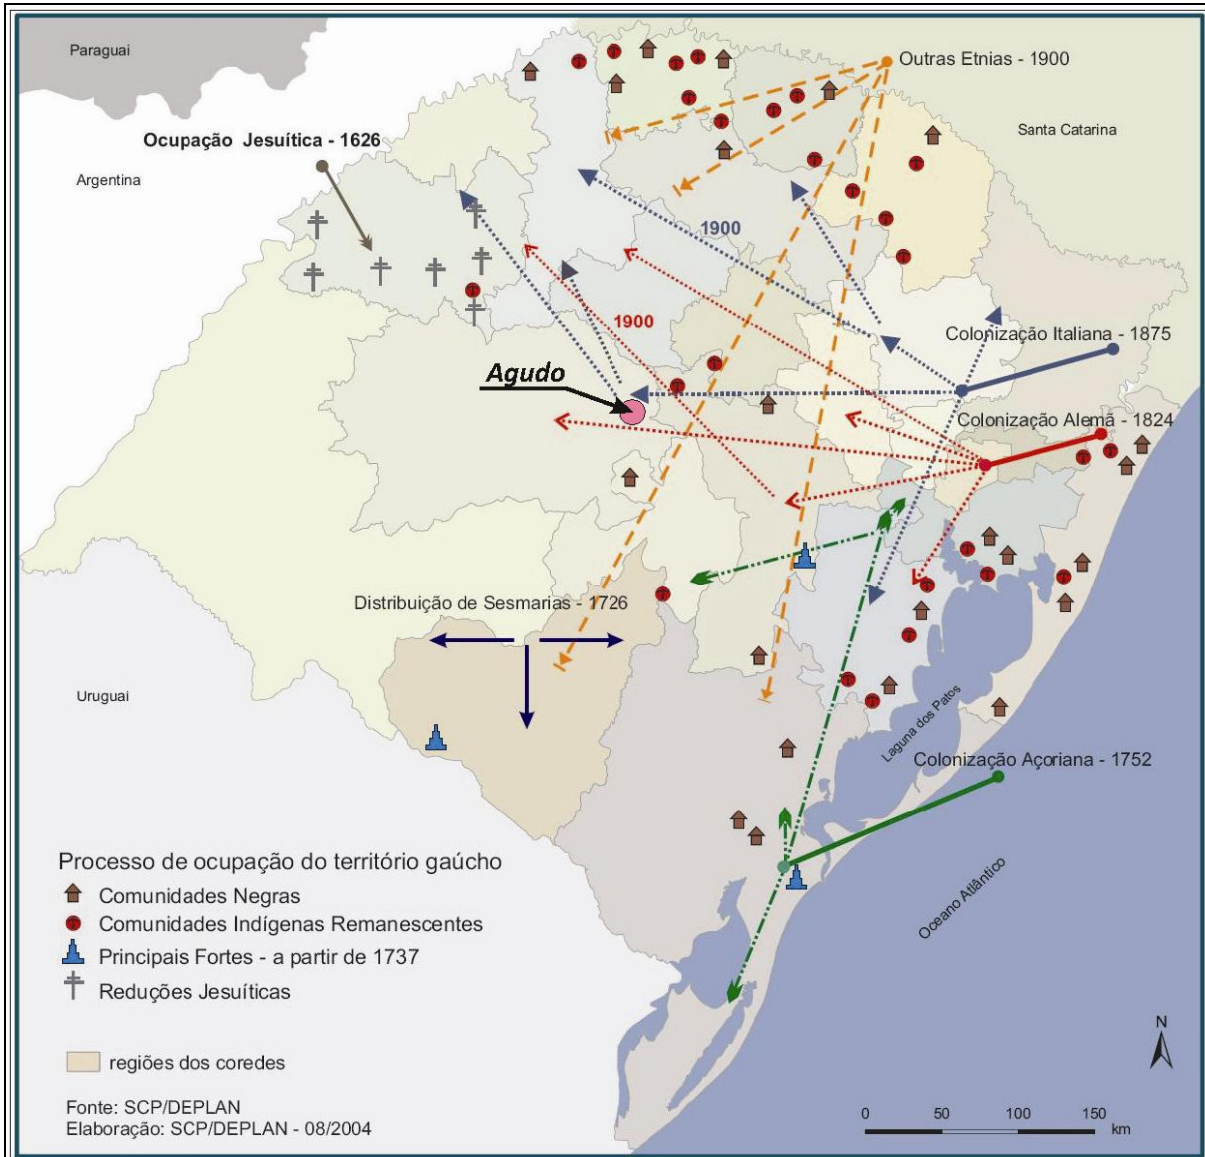 Paraguai
Outras Etnias - 1900
Ocupação Jesuítica - 1626
Santa Catarina
Argentina
1900
1900
Colonização Italiana - 1875
Agudo
Colonização Alemã - 1824
Distribuição de Sesmarias - 1726
Uruguai
Laguna dos Patos
Colonização Açoriana - 1752
Oceano Atlântico
Processo de ocupação do território gaúcho
Comunidades Negras
Comunidades Indígenas Remanescentes
Principais Fortes - a partir de 1737
Reduções Jesuíticas
regiões dos coredes
Fonte: SCP/DEPLAN
Elaboração: SCP/DEPLAN - 08/2004
N
0 50 100 150
km